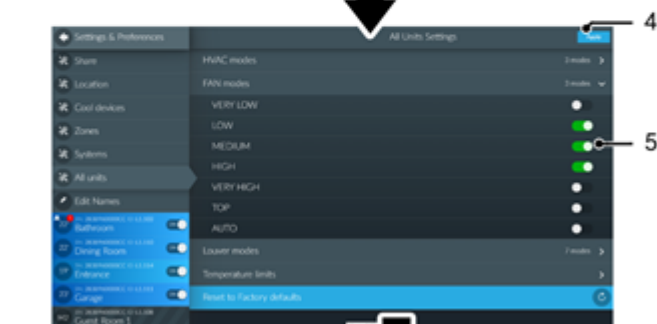 4
Settings & Preferences
All Units Settings
Apply
Share
HVAC modes
3 modes
Location
FAN modes
3 modes
Cool devices
VERY LOW
Zones
LOW
MEDIUM
5
Systems
HIGH
All units
VERY HIGH
Edit Names
TOP
Bathroom
AUTO
Dining Room
Louver modes
7 modes
Entrance
Temperature limits
Garage
Reset to Factory defaults
Guest Room 1